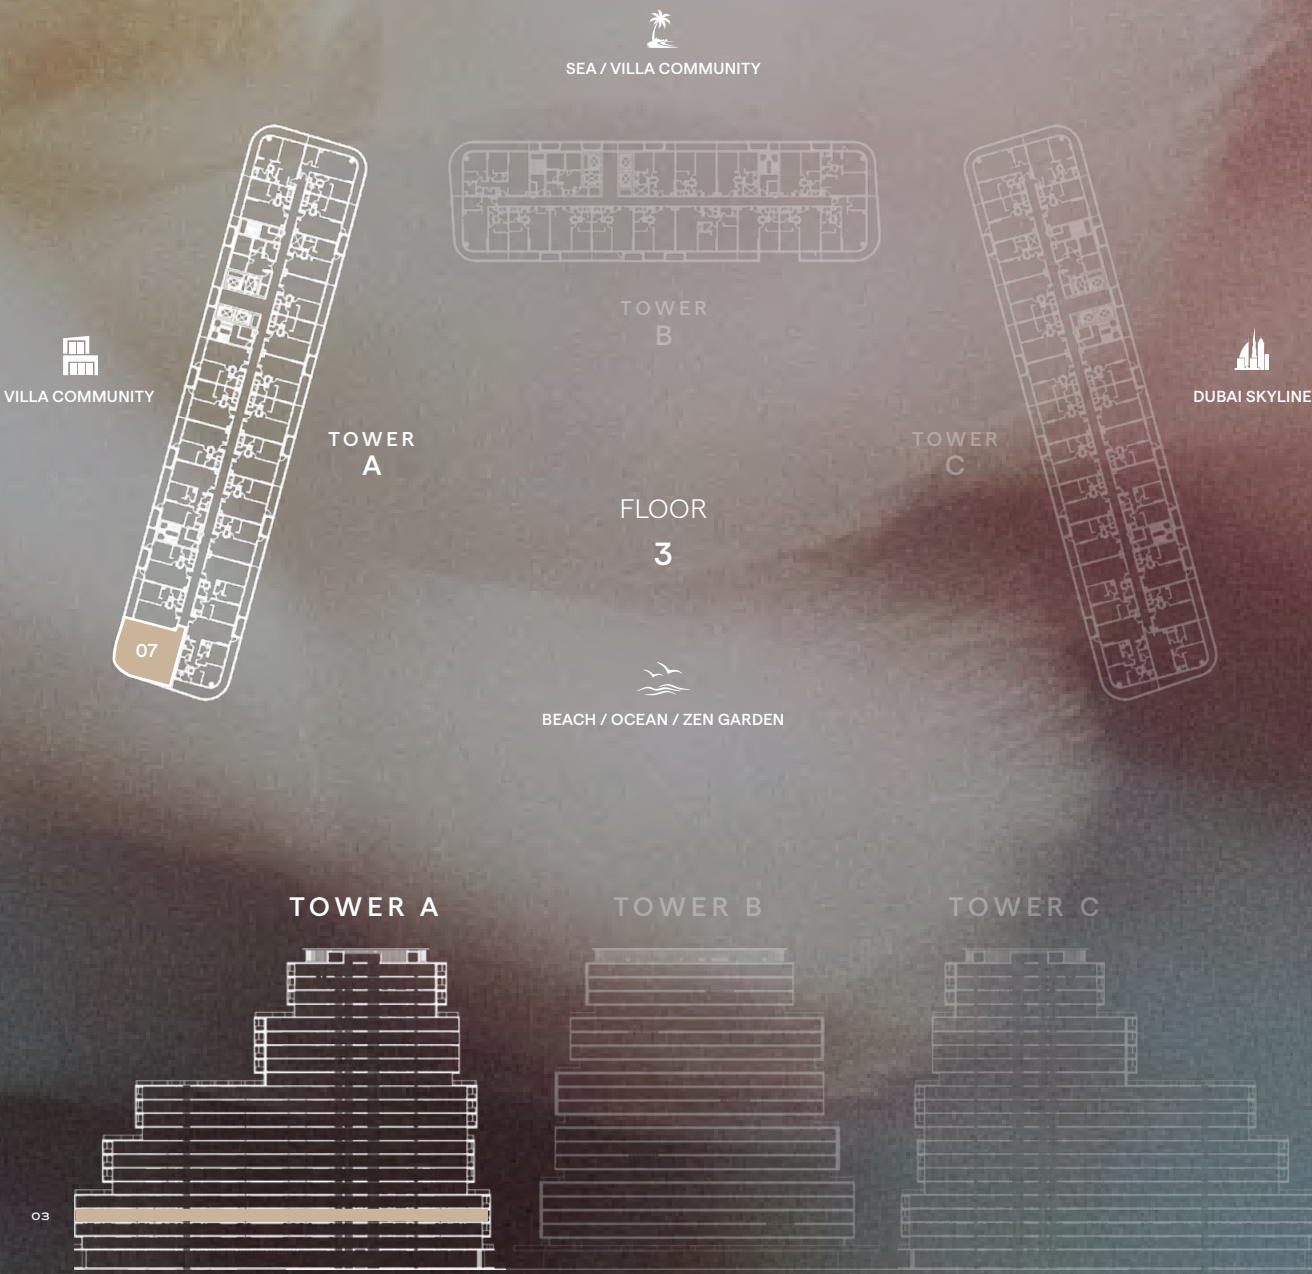 SEA / VILLA COMMUNITY
TOWER
B
VILLA COMMUNITY
DUBAI SKYLINE
TOWER
A
TOWER
C
FLOOR
3
07
BEACH / OCEAN / ZEN GARDEN
TOWER A
TOWER B
TOWER C
03